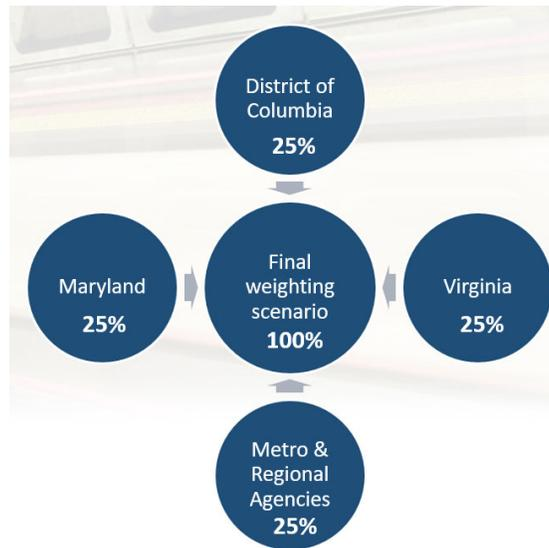 District of
Columbia
25%
Maryland
25%
Final
weighting
scenario
100%
Virginia
25%
Metro &
Regional
Agencies
25%